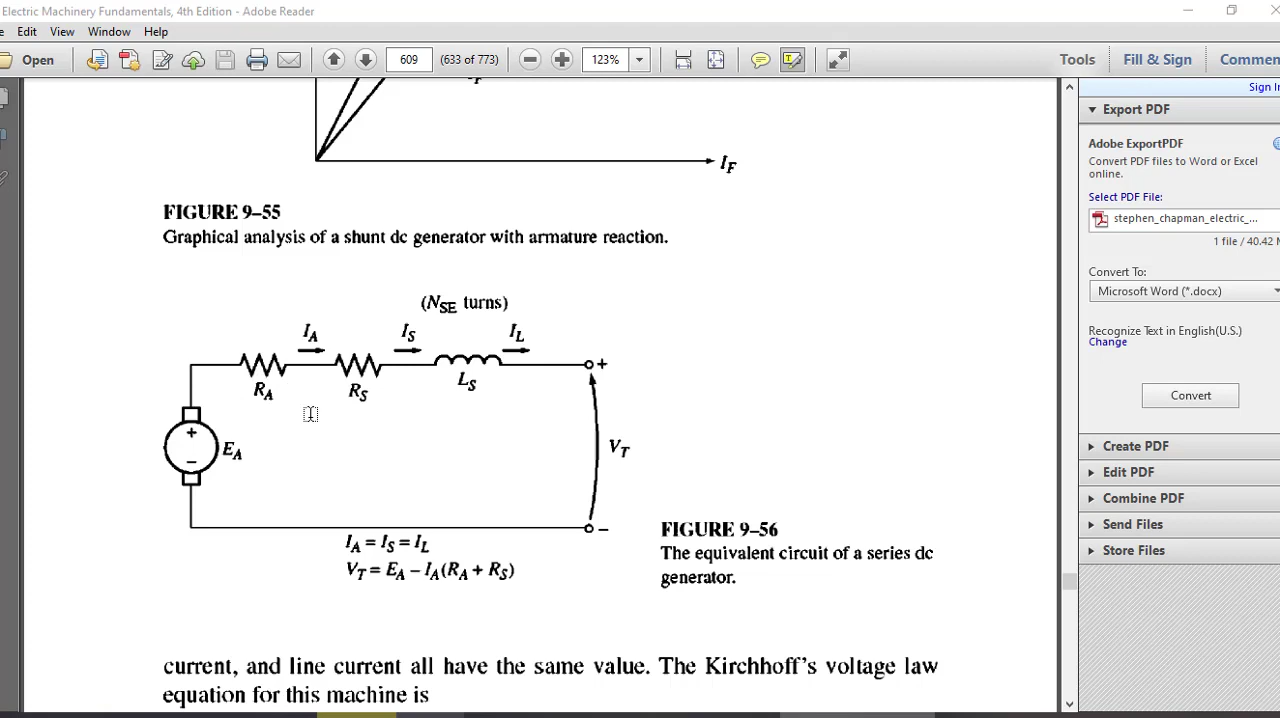 Electric Machinery Fundamentals, 4th Edition - Adobe Reader
Edit View Window Help
Open 609 (633 of 773) 123% Tools Fill & Sign Commen
Sign In
Export PDF
Adobe ExportPDF
Convert PDF files to Word or Excel
online.
Select PDF File:
stephen_chapman_electric_...
1 file / 40.42 M
Convert To:
Microsoft Word (*.docx)
Recognize Text in English(U.S.)
Change
Convert
Create PDF
Edit PDF
Combine PDF
Send Files
Store Files
I_F
FIGURE 9–55
Graphical analysis of a shunt dc generator with armature reaction.
(N_SE turns)
I_A I_S I_L
+
R_A R_S L_S
+
E_A
–
V_T
–
I_A = I_S = I_L
V_T = E_A – I_A(R_A + R_S)
FIGURE 9–56
The equivalent circuit of a series dc
generator.
current, and line current all have the same value. The Kirchhoff's voltage law
equation for this machine is